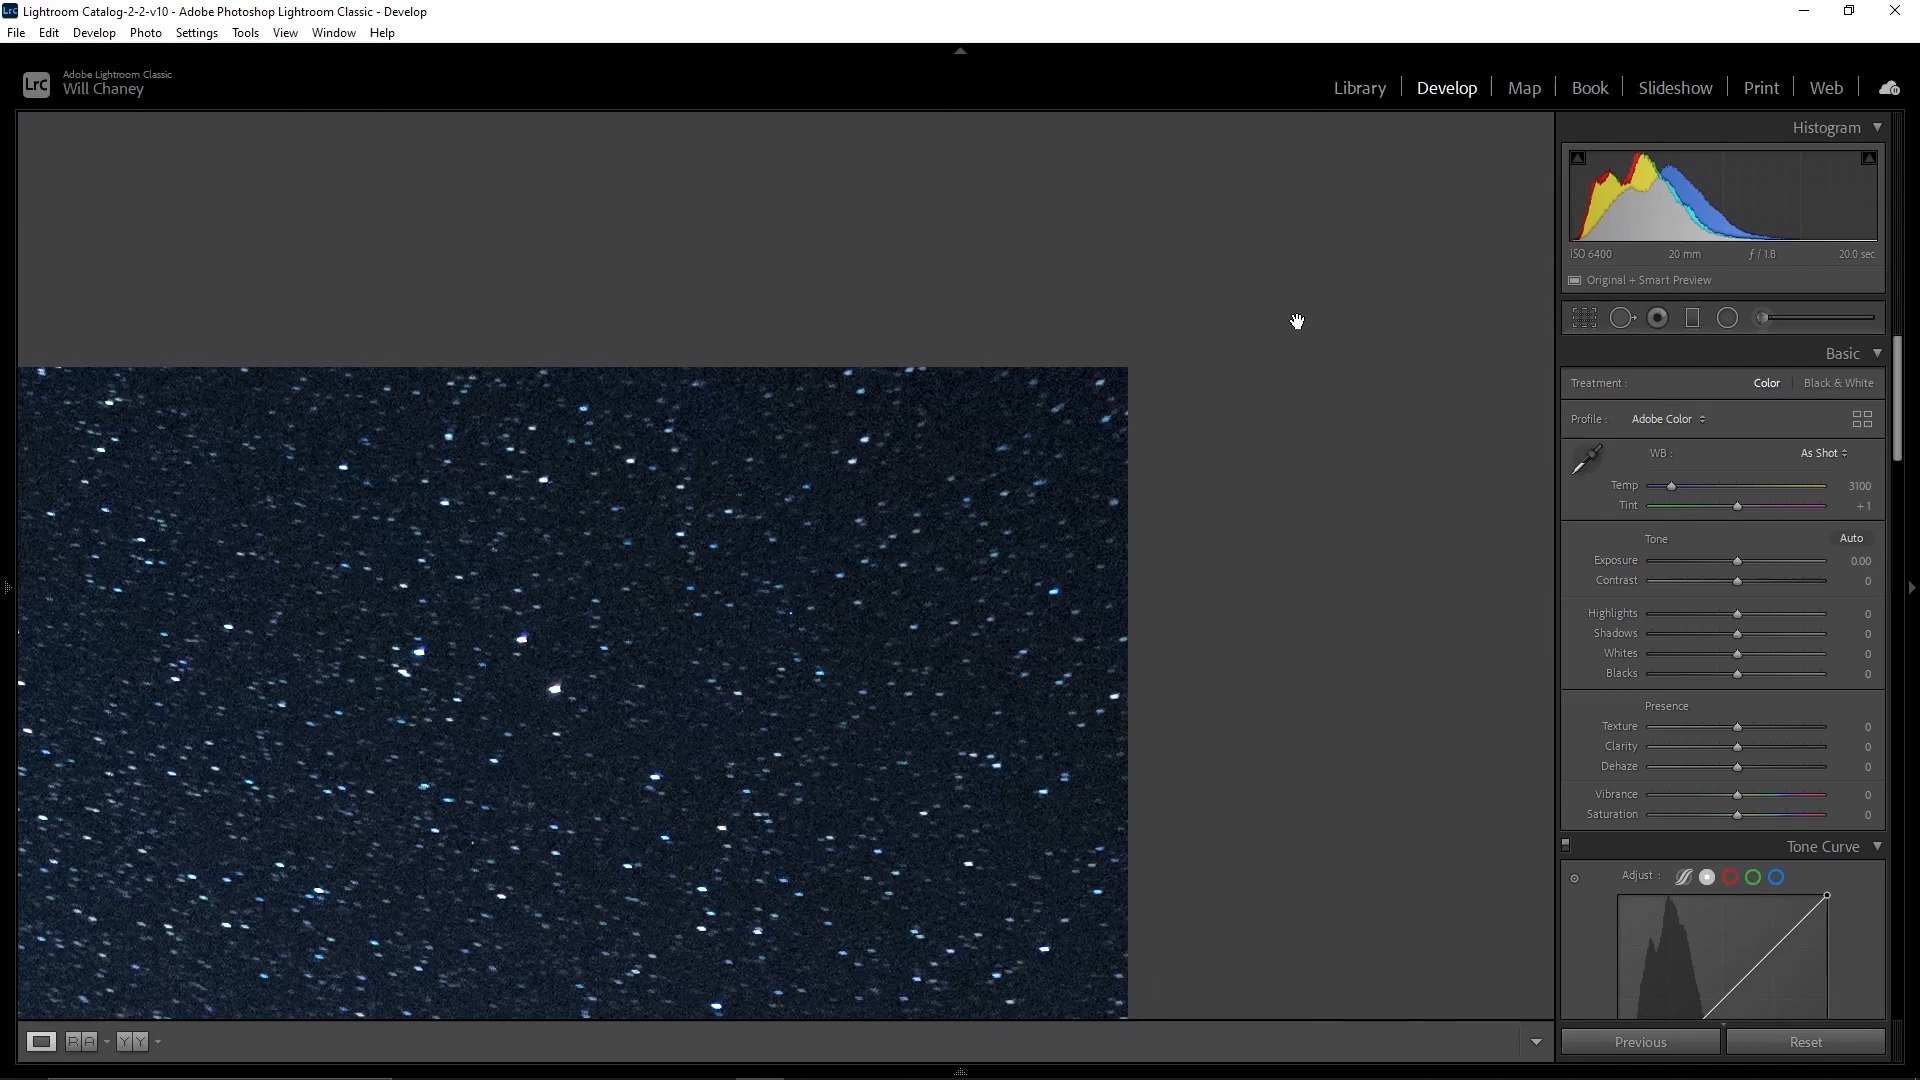 Lrc Lightroom Catalog-2-2-v10 - Adobe Photoshop Lightroom Classic - Develop
File Edit Develop Photo Settings Tools View Window Help
LrC
Adobe Lightroom Classic
Will Chaney
Library Develop Map Book Slideshow Print Web
Histogram
ISO 6400 20 mm ƒ / 1.8 20.0 sec
Original + Smart Preview
Basic
Treatment : Color Black & White
Profile : Adobe Color
WB : As Shot
Temp 3100
Tint + 1
Tone Auto
Exposure 0.00
Contrast 0
Highlights 0
Shadows 0
Whites 0
Blacks 0
Presence
Texture 0
Clarity 0
Dehaze 0
Vibrance 0
Saturation 0
Tone Curve
Adjust :
R A Y Y
Previous Reset